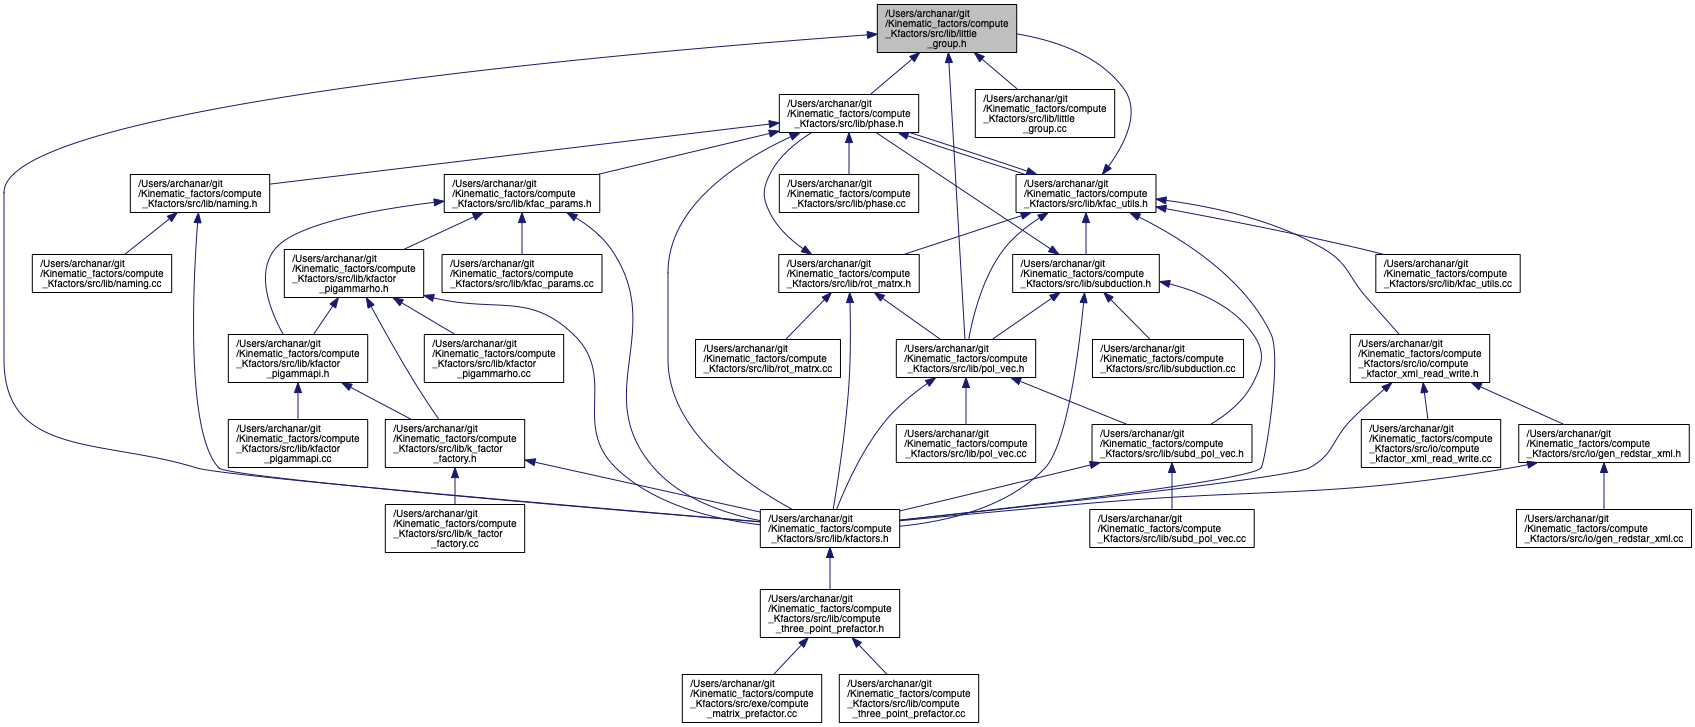 /Users/archanar/git
/Kinematic_factors/compute
_Kfactors/src/lib/little
_group.h
/Users/archanar/git
/Kinematic_factors/compute
_Kfactors/src/lib/phase.h
/Users/archanar/git
/Kinematic_factors/compute
_Kfactors/src/lib/little
_group.cc
/Users/archanar/git
/Kinematic_factors/compute
_Kfactors/src/lib/naming.h
/Users/archanar/git
/Kinematic_factors/compute
_Kfactors/src/lib/kfac_params.h
/Users/archanar/git
/Kinematic_factors/compute
_Kfactors/src/lib/phase.cc
/Users/archanar/git
/Kinematic_factors/compute
_Kfactors/src/lib/kfac_utils.h
/Users/archanar/git
/Kinematic_factors/compute
_Kfactors/src/lib/naming.cc
/Users/archanar/git
/Kinematic_factors/compute
_Kfactors/src/lib/kfactor
_pigammarho.h
/Users/archanar/git
/Kinematic_factors/compute
_Kfactors/src/lib/kfac_params.cc
/Users/archanar/git
/Kinematic_factors/compute
_Kfactors/src/lib/rot_matrx.h
/Users/archanar/git
/Kinematic_factors/compute
_Kfactors/src/lib/subduction.h
/Users/archanar/git
/Kinematic_factors/compute
_Kfactors/src/lib/kfac_utils.cc
/Users/archanar/git
/Kinematic_factors/compute
_Kfactors/src/lib/kfactor
_pigammapi.h
/Users/archanar/git
/Kinematic_factors/compute
_Kfactors/src/lib/kfactor
_pigammarho.cc
/Users/archanar/git
/Kinematic_factors/compute
_Kfactors/src/lib/rot_matrx.cc
/Users/archanar/git
/Kinematic_factors/compute
_Kfactors/src/lib/pol_vec.h
/Users/archanar/git
/Kinematic_factors/compute
_Kfactors/src/lib/subduction.cc
/Users/archanar/git
/Kinematic_factors/compute
_Kfactors/src/io/compute
_kfactor_xml_read_write.h
/Users/archanar/git
/Kinematic_factors/compute
_Kfactors/src/lib/kfactor
_pigammapi.cc
/Users/archanar/git
/Kinematic_factors/compute
_Kfactors/src/lib/k_factor
_factory.h
/Users/archanar/git
/Kinematic_factors/compute
_Kfactors/src/lib/pol_vec.cc
/Users/archanar/git
/Kinematic_factors/compute
_Kfactors/src/lib/subd_pol_vec.h
/Users/archanar/git
/Kinematic_factors/compute
_Kfactors/src/io/compute
_kfactor_xml_read_write.cc
/Users/archanar/git
/Kinematic_factors/compute
_Kfactors/src/io/gen_redstar_xml.h
/Users/archanar/git
/Kinematic_factors/compute
_Kfactors/src/lib/k_factor
_factory.cc
/Users/archanar/git
/Kinematic_factors/compute
_Kfactors/src/lib/kfactors.h
/Users/archanar/git
/Kinematic_factors/compute
_Kfactors/src/lib/subd_pol_vec.cc
/Users/archanar/git
/Kinematic_factors/compute
_Kfactors/src/io/gen_redstar_xml.cc
/Users/archanar/git
/Kinematic_factors/compute
_Kfactors/src/lib/compute
_three_point_prefactor.h
/Users/archanar/git
/Kinematic_factors/compute
_Kfactors/src/exe/compute
_matrix_prefactor.cc
/Users/archanar/git
/Kinematic_factors/compute
_Kfactors/src/lib/compute
_three_point_prefactor.cc